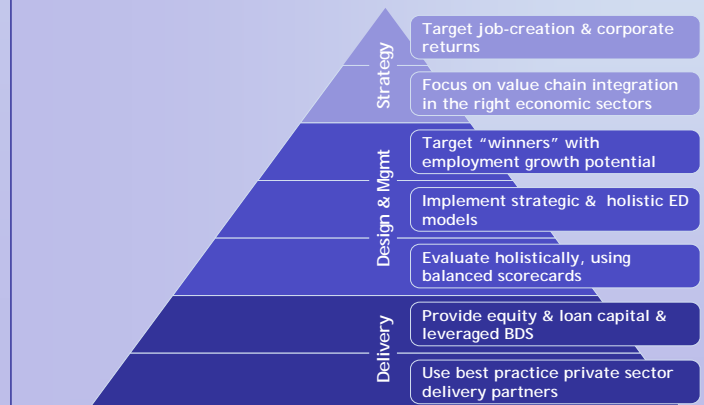 Strategy
Target job-creation & corporate
returns
Focus on value chain integration
in the right economic sectors
Design & Mgmt
Target “winners” with
employment growth potential
Implement strategic & holistic ED
models
Evaluate holistically, using
balanced scorecards
Delivery
Provide equity & loan capital &
leveraged BDS
Use best practice private sector
delivery partners